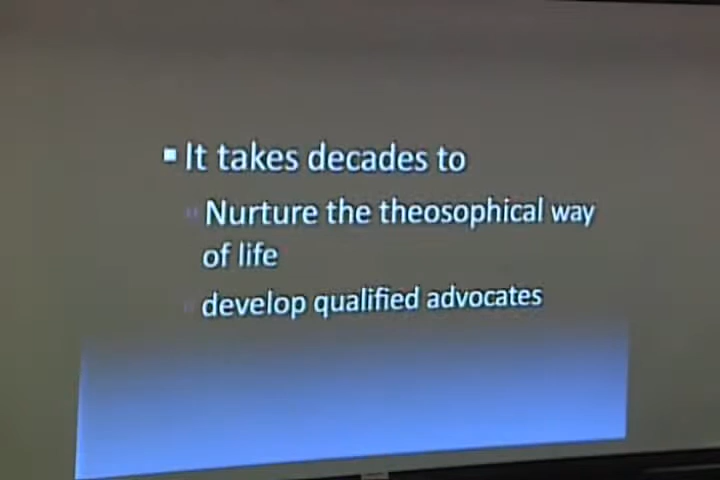 It takes decades to
Nurture the theosophical way
of life
develop qualified advocates